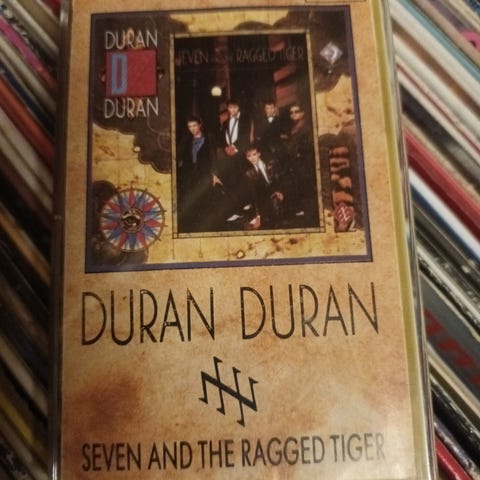 DURAN
D
DURAN
SEVEN AND THE RAGGED TIGER
DURAN DURAN
SEVEN AND THE RAGGED TIGER